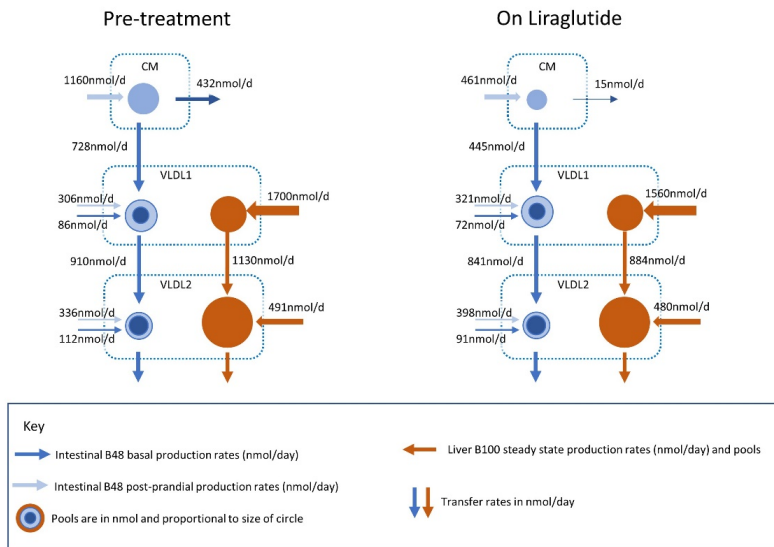 Pre-treatment
CM
1160nmol/d
432nmol/d
728nmol/d
VLDL1
306nmol/d
86nmol/d
1700nmol/d
910nmol/d
1130nmol/d
VLDL2
336nmol/d
112nmol/d
491nmol/d
On Liraglutide
CM
461nmol/d
15nmol/d
445nmol/d
VLDL1
321nmol/d
72nmol/d
1560nmol/d
841nmol/d
884nmol/d
VLDL2
398nmol/d
91nmol/d
480nmol/d
Key
Intestinal B48 basal production rates (nmol/day)
Intestinal B48 post-prandial production rates (nmol/day)
Pools are in nmol and proportional to size of circle
Liver B100 steady state production rates (nmol/day) and pools
Transfer rates in nmol/day